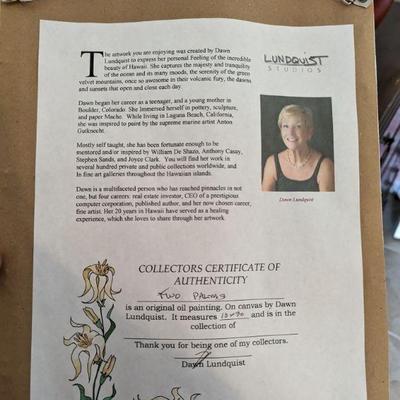 The artwork you are enjoying was created by Dawn
Lundquist to express her personal Feeling of the incredible
beauty of Hawaii. She captures the majesty and tranquility
of the ocean and its many moods, the serenity of the green
velvet mountains, once so awesome in their volcanic fury, the dawns
and sunsets that open and close each day.
LUNDQUIST
STUDIOS
Dawn began her career as a teenager, and a young mother in
Boulder, Colorado. She Immersed herself in pottery, sculpture,
and paper Mache. While living in Laguna Beach, California,
she was inspired to paint by the supreme marine artist Anton
Gutknecht.
Mostly self taught, she has been fortunate enough to be
mentored and/or inspired by William De Shazo, Anthony Casay,
Stephen Sands, and Joyce Clark. You will find her work in
several hundred private and public collections worldwide, and
In fine art galleries throughout the Hawaiian islands.
Dawn Lundquist
Dawn is a multifaceted person who has reached pinnacles in not
one, but four careers: real estate investor, CEO of a prestigious
computer corporation, published author, and her now chosen career,
fine artist. Her 20 years in Hawaii have served as a healing
experience, which she loves to share through her artwork
COLLECTORS CERTIFICATE OF
AUTHENTICITY
TWO PALMS
is an original oil painting. On canvas by Dawn
Lundquist. It measures and is in the
collection of
Thank you for being one of my collectors.
Dawn Lundquist